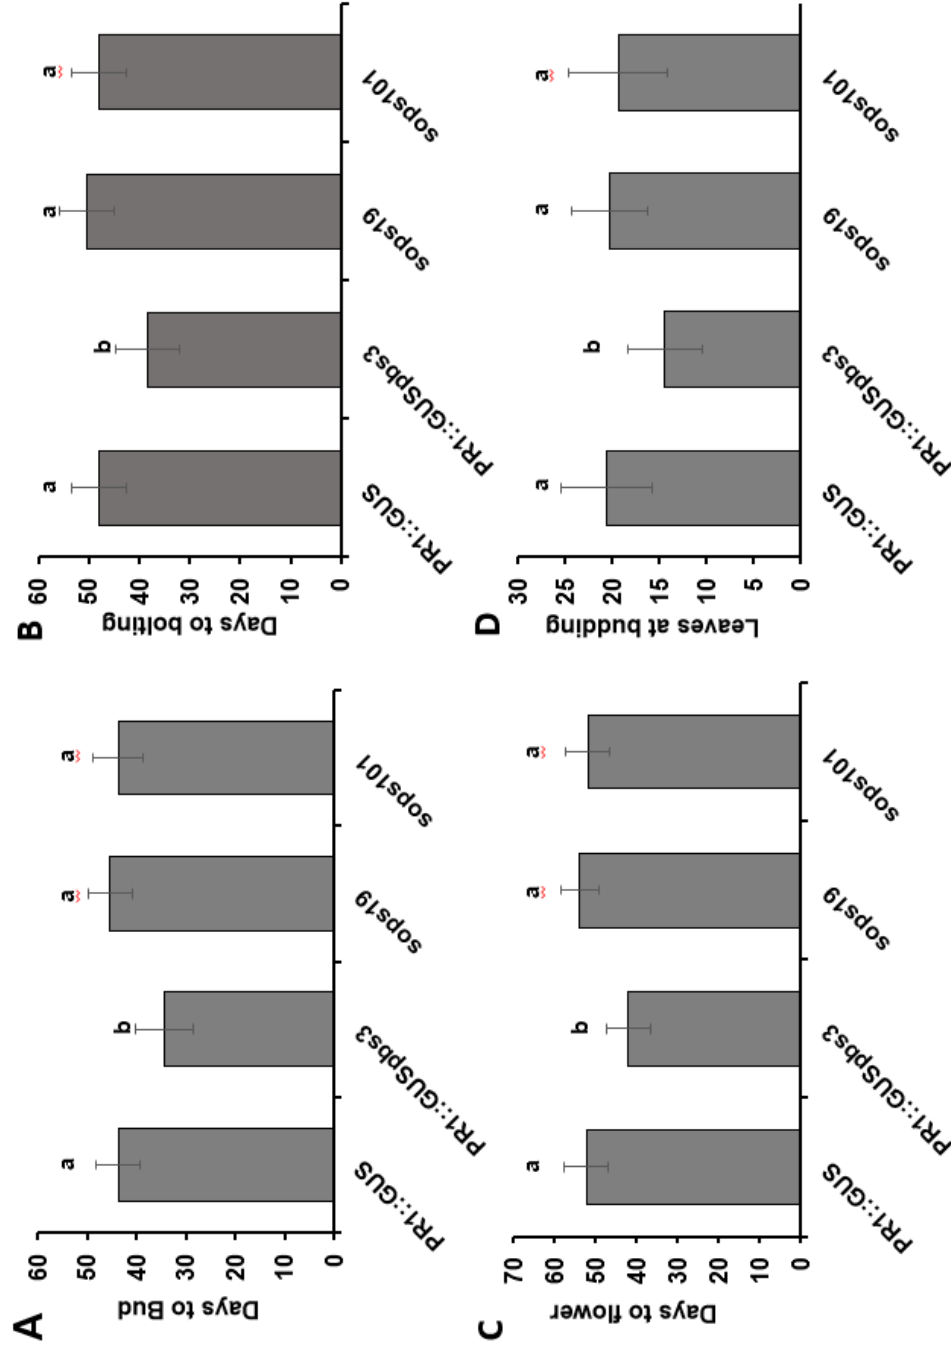 A
Days to Bud
60
50
40
30
20
10
0
a
b
a
a
PR1::GUS
PR1::GUSpbs3
sops19
sops101
B
Days to bolting
60
50
40
30
20
10
0
a
b
a
a
PR1::GUS
PR1::GUSpbs3
sops19
sops101
C
Days to flower
70
60
50
40
30
20
10
0
a
b
a
a
PR1::GUS
PR1::GUSpbs3
sops19
sops101
D
Leaves at budding
30
25
20
15
10
5
0
a
b
a
a
PR1::GUS
PR1::GUSpbs3
sops19
sops101